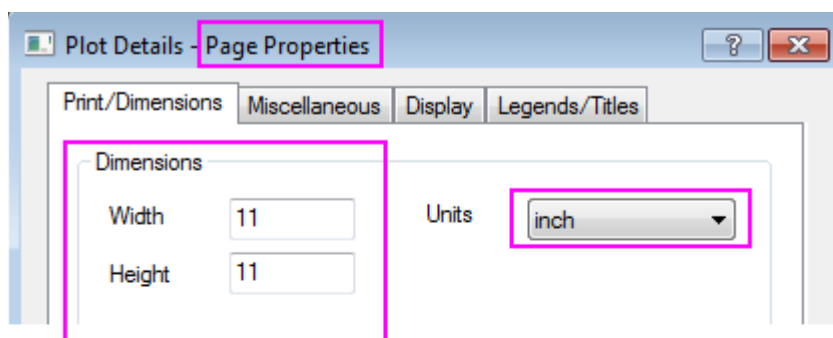 Plot Details - Page Properties
Print/Dimensions Miscellaneous Display Legends/Titles
Dimensions
Width 11 Units inch
Height 11